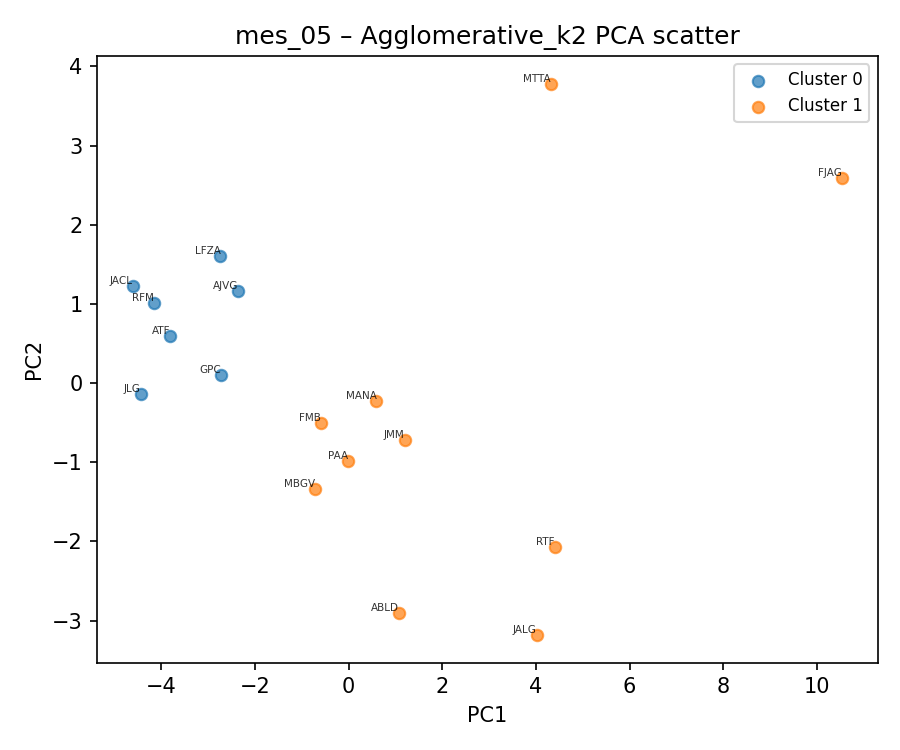 mes_05 – Agglomerative_k2 PCA scatter
Cluster 0
Cluster 1
MTTA
FJAG
LFZA
JACL
AJVG
RFM
ATF
GPC
JLG
MANA
FMB
JMM
PAA
MBGV
RTF
ABLD
JALG
4
3
2
1
0
−1
−2
−3
PC2
−4
−2
0
2
4
6
8
10
PC1